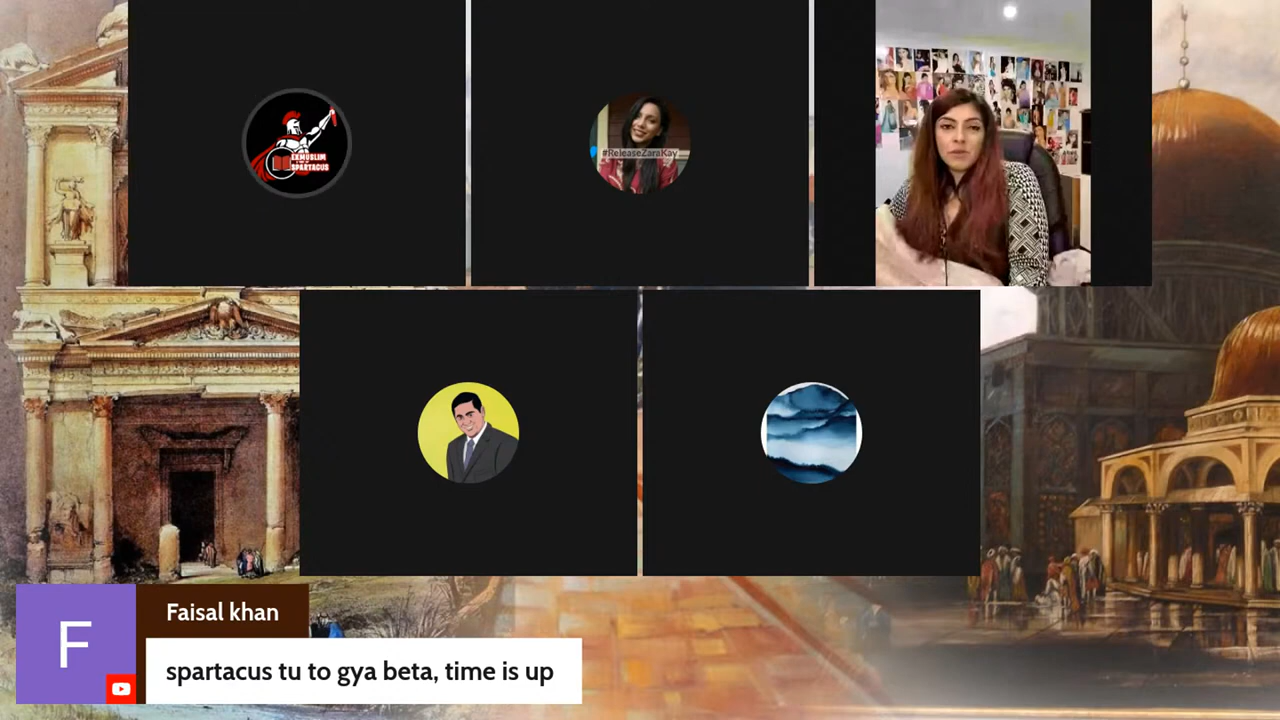 EXMUSLIM
SPARTACUS
#ReleaseZaraKay
F
Faisal khan
spartacus tu to gya beta, time is up